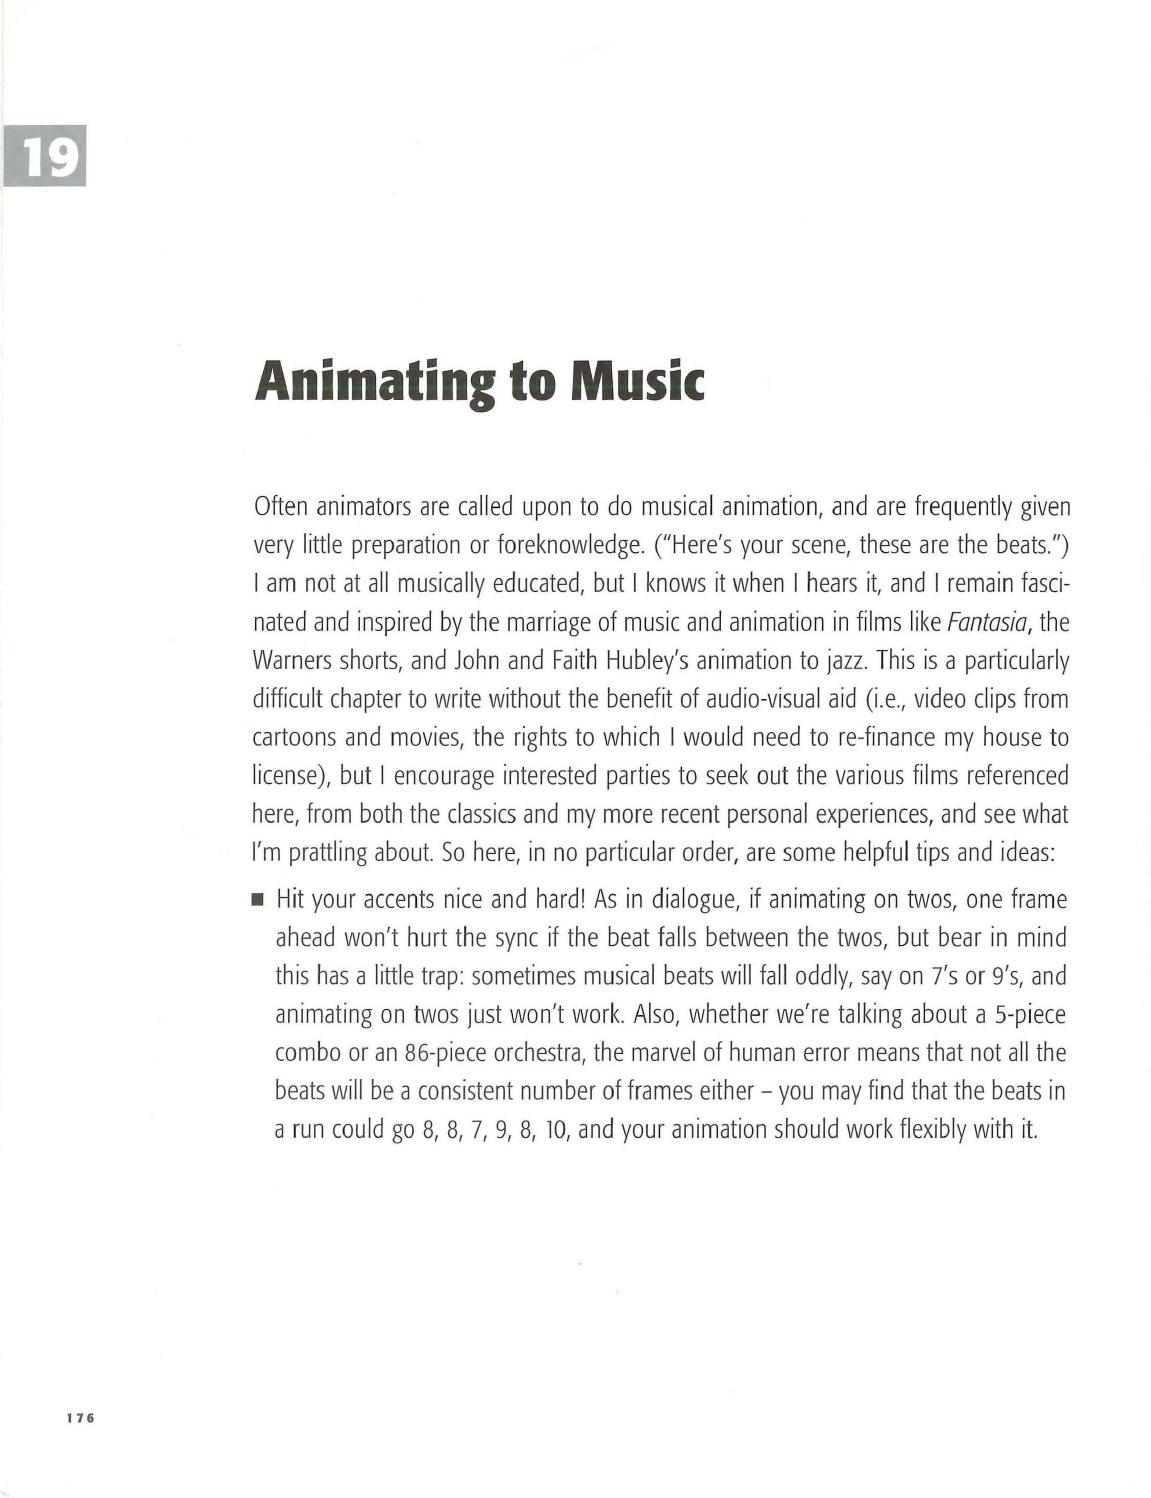 19
Animating to Music
Often animators are called upon to do musical animation, and are frequently given
very little preparation or foreknowledge. (“Here’s your scene, these are the beats.”)
I am not at all musically educated, but I knows it when I hears it, and I remain fasci-
nated and inspired by the marriage of music and animation in films like Fantasia, the
Warners shorts, and John and Faith Hubley’s animation to jazz. This is a particularly
difficult chapter to write without the benefit of audio-visual aid (i.e., video clips from
cartoons and movies, the rights to which I would need to re-finance my house to
license), but I encourage interested parties to seek out the various films referenced
here, from both the classics and my more recent personal experiences, and see what
I’m prattling about. So here, in no particular order, are some helpful tips and ideas:
■ Hit your accents nice and hard! As in dialogue, if animating on twos, one frame
ahead won’t hurt the sync if the beat falls between the twos, but bear in mind
this has a little trap: sometimes musical beats will fall oddly, say on 7’s or 9’s, and
animating on twos just won’t work. Also, whether we’re talking about a 5-piece
combo or an 86-piece orchestra, the marvel of human error means that not all the
beats will be a consistent number of frames either – you may find that the beats in
a run could go 8, 8, 7, 9, 8, 10, and your animation should work flexibly with it.
176